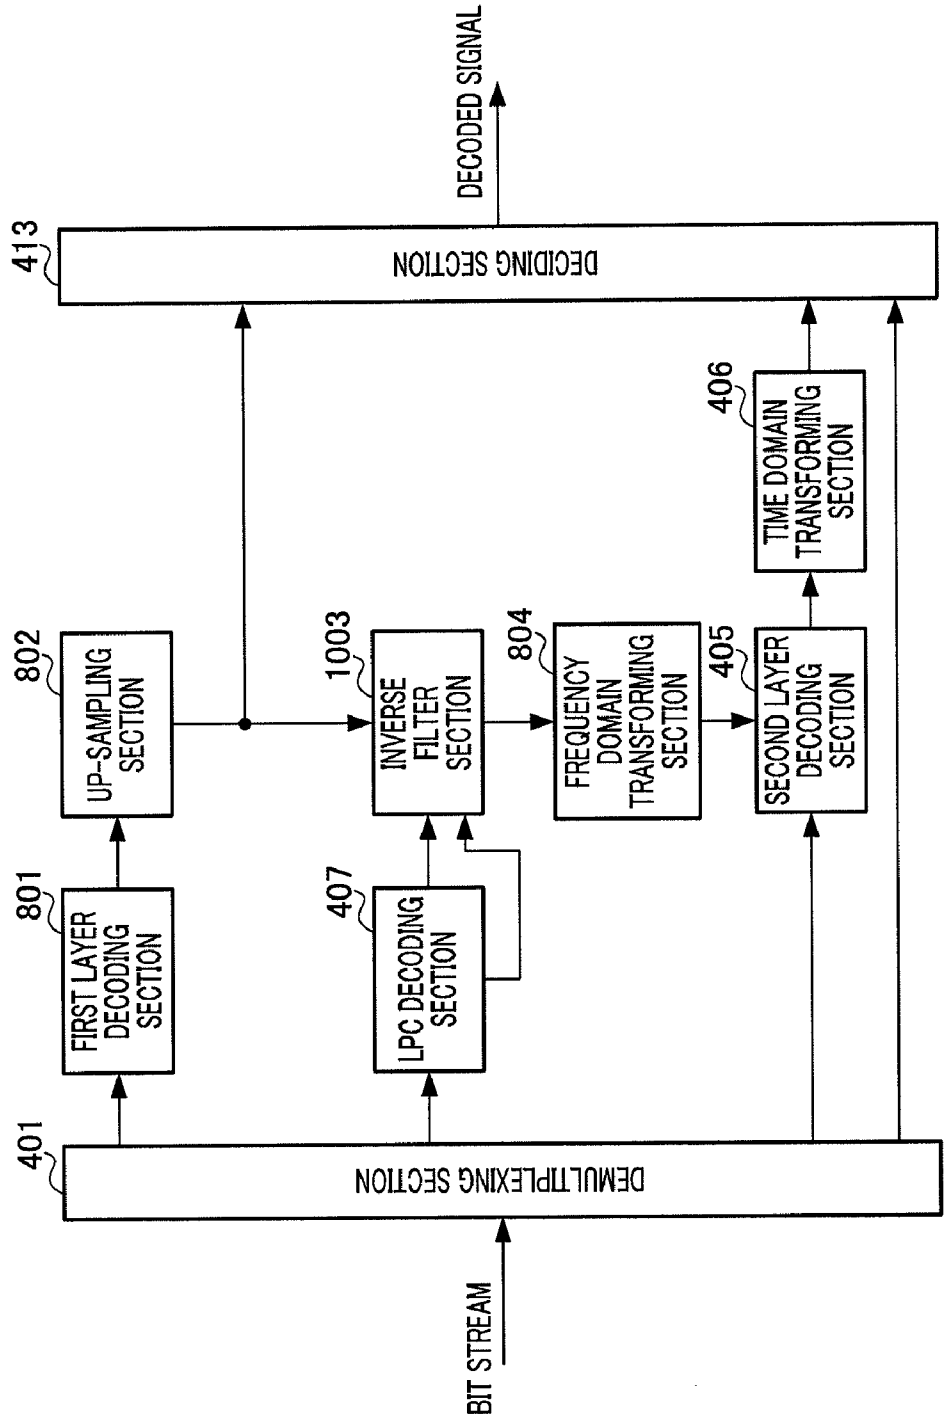 BIT STREAM
401
DEMULTIPLEXING SECTION
801
FIRST LAYER
DECODING
SECTION
802
UP-SAMPLING
SECTION
407
LPC DECODING
SECTION
1003
INVERSE
FILTER
SECTION
804
FREQUENCY
DOMAIN
TRANSFORMING
SECTION
405
SECOND LAYER
DECODING
SECTION
406
TIME DOMAIN
TRANSFORMING
SECTION
413
DECIDING SECTION
DECODED SIGNAL